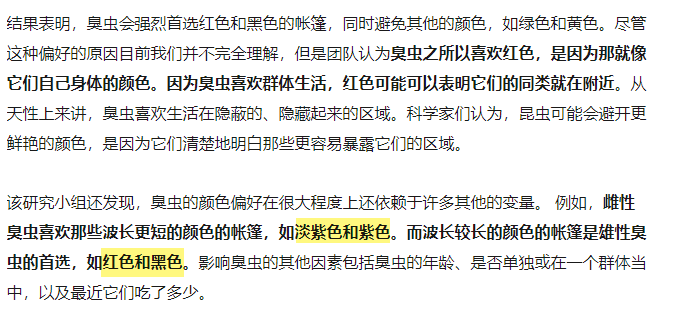 结果表明，臭虫会强烈首选红色和黑色的帐篷，同时避免其他的颜色，如绿色和黄色。尽管
这种偏好的原因目前我们并不完全理解，但是团队认为臭虫之所以喜欢红色，是因为那就像
它们自己身体的颜色。因为臭虫喜欢群体生活，红色可能可以表明它们的同类就在附近。从
天性上来讲，臭虫喜欢生活在隐蔽的、隐藏起来的区域。科学家们认为，昆虫可能会避开更
鲜艳的颜色，是因为它们清楚地明白那些更容易暴露它们的区域。
该研究小组还发现，臭虫的颜色偏好在很大程度上还依赖于许多其他的变量。 例如，雌性
臭虫喜欢那些波长更短的颜色的帐篷，如淡紫色和紫色。而波长较长的颜色的帐篷是雄性臭
虫的首选，如红色和黑色。影响臭虫的其他因素包括臭虫的年龄、是否单独或在一个群体当
中，以及最近它们吃了多少。